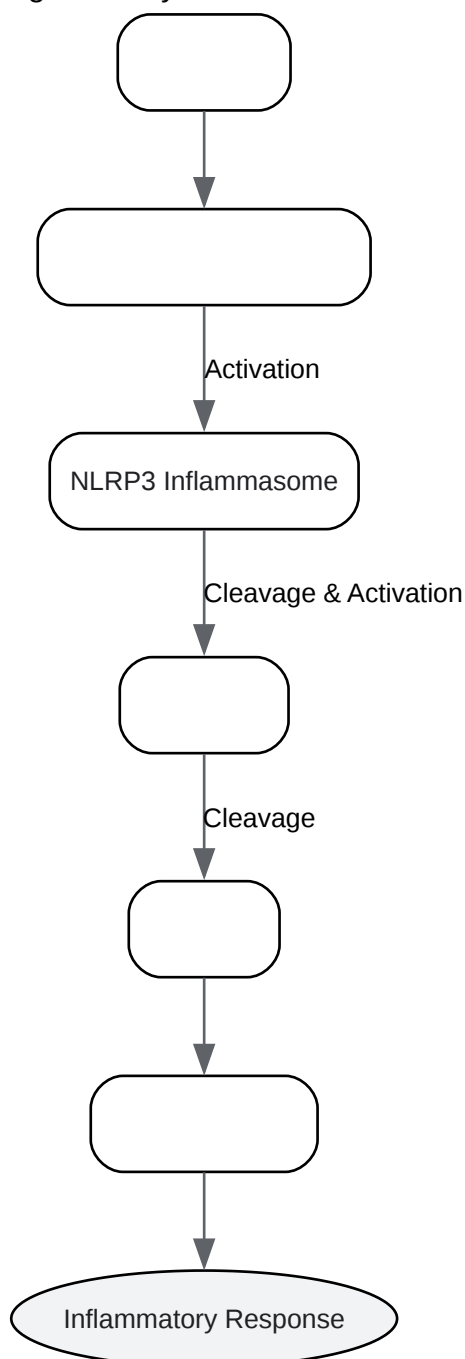 Activation
NLRP3 Inflammasome
Cleavage & Activation
Cleavage
Inflammatory Response